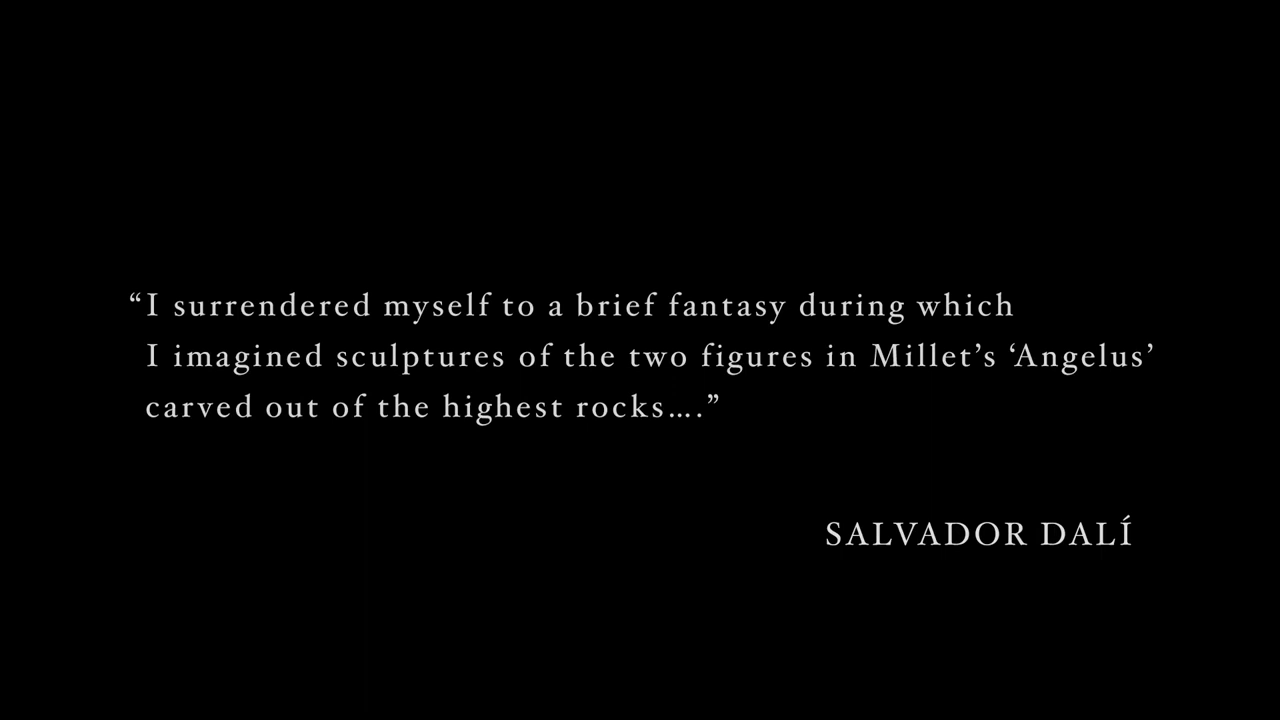 “I surrendered myself to a brief fantasy during which
I imagined sculptures of the two figures in Millet’s ‘Angelus’
carved out of the highest rocks….”
SALVADOR DALÍ